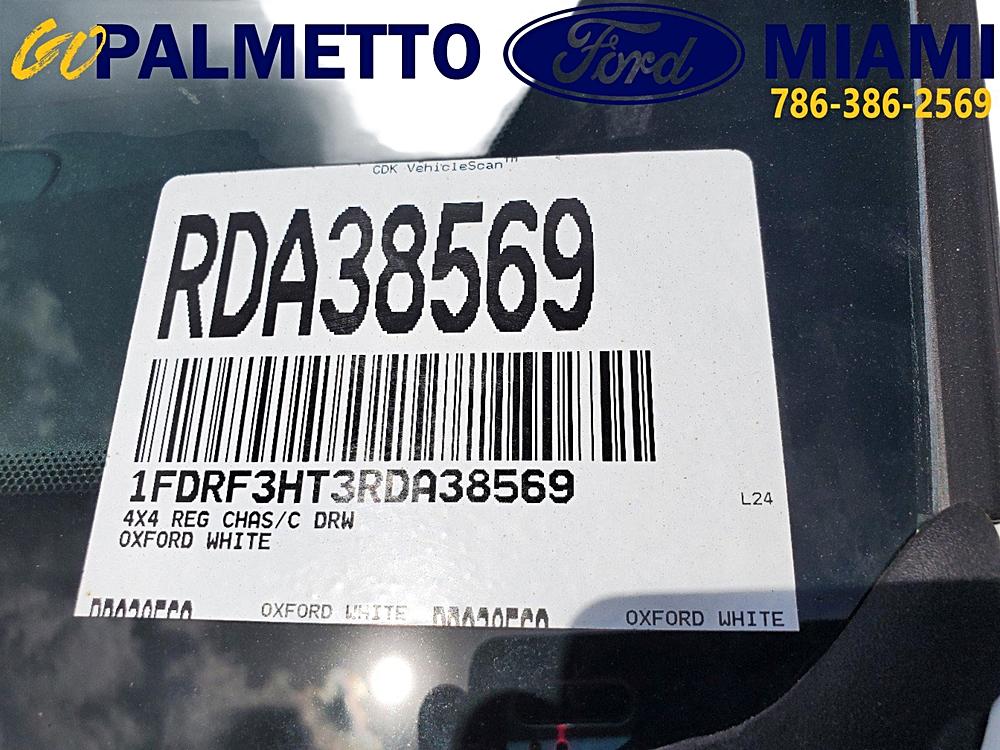 GO PALMETTO Ford MIAMI
786-386-2569
CDK VehicleScan™
RDA38569
1FDRF3HT3RDA38569
L24
4X4 REG CHAS/C DRW
OXFORD WHITE
OXFORD WHITE OXFORD WHITE